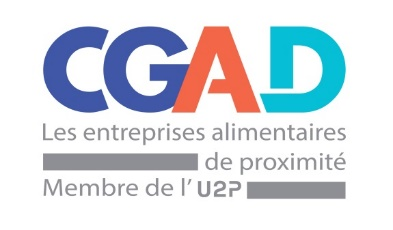 CGAD
Les entreprises alimentaires
de proximité
Membre de l' U2P